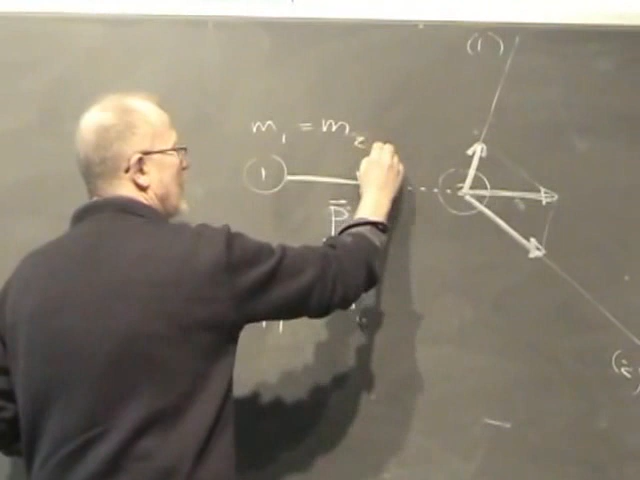 (1)
m₁ = m₂
1
P̄
(2)